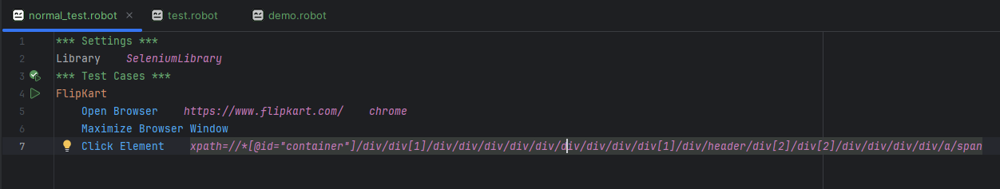 normal_test.robot × test.robot demo.robot
1 *** Settings ***
2 Library SeleniumLibrary
3 *** Test Cases ***
4 FlipKart
5 Open Browser https://www.flipkart.com/ chrome
6 Maximize Browser Window
7 Click Element xpath=//*[@id="container"]/div/div[1]/div/div/div/div/div/div/div/div/div[1]/div/header/div[2]/div[2]/div/div/div/div/a/span